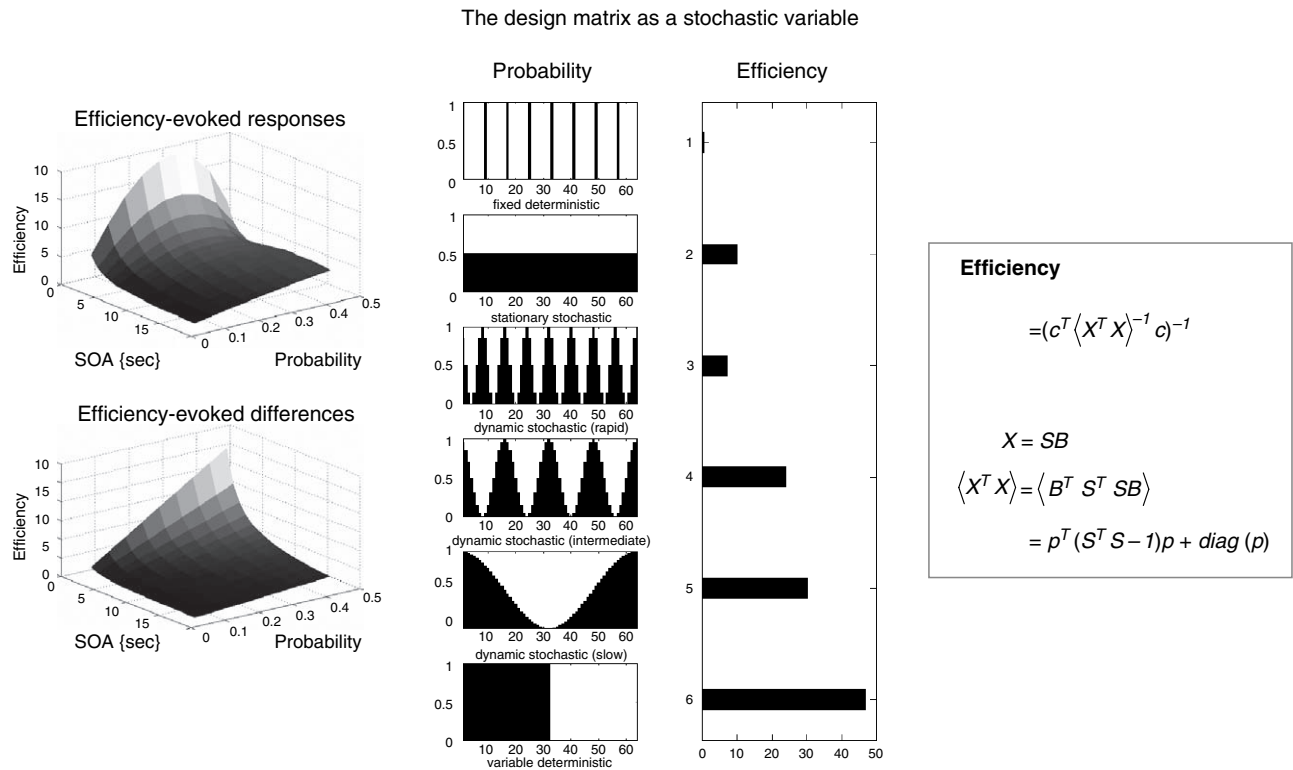 The design matrix as a stochastic variable
Efficiency-evoked responses
10
15
10
5
0
Efficiency
0
5
10
15
SOA {sec}
0
0.1
0.2
0.3
0.4
0.5
Probability
Efficiency-evoked differences
10
15
10
5
0
Efficiency
0
5
10
15
SOA {sec}
0
0.1
0.2
0.3
0.4
0.5
Probability
Probability
1
0.5
0
10 20 30 40 50 60
fixed deterministic
1
0.5
0
10 20 30 40 50 60
stationary stochastic
1
0.5
0
10 20 30 40 50 60
dynamic stochastic (rapid)
1
0.5
0
10 20 30 40 50 60
dynamic stochastic (intermediate)
1
0.5
0
10 20 30 40 50 60
dynamic stochastic (slow)
1
0.5
0
10 20 30 40 50 60
variable deterministic
Efficiency
1
2
3
4
5
6
0 10 20 30 40 50
Efficiency
=(c^T ⟨X^T X⟩^−1 c)^−1
X = SB
⟨X^T X⟩ = ⟨B^T S^T SB⟩
= p^T (S^T S − 1)p + diag (p)